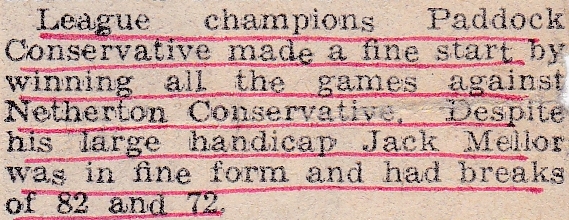 League champions Paddock
Conservative made a fine start by
winning all the games against
Netherton Conservative. Despite
his large handicap Jack Mellor
was in fine form and had breaks
of 82 and 72.